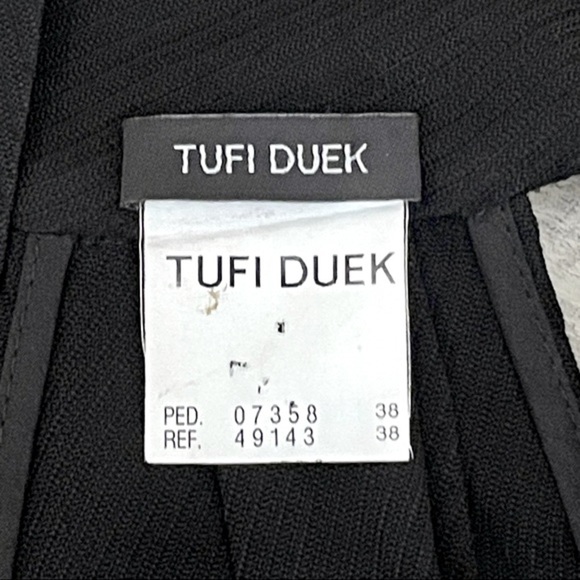 TUFI DUEK
TUFI DUEK
PED. 07358 38
REF. 49143 38